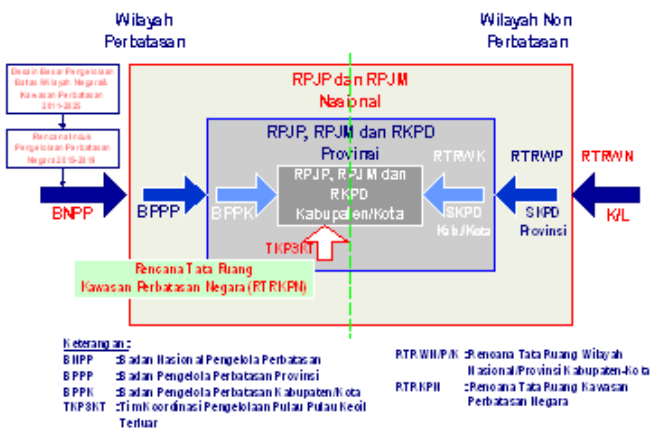 Wilayah
Perbatasan
Wilayah Non
Perbatasan
Desain Besar Pengelolaan
Batas Wilayah Negara &
Kawasan Perbatasan
2011-2025
Rencana Induk
Pengelolaan Perbatasan
Negara 2015-2019
RPJP dan RPJM
Nasional
RPJP, RPJM dan RKPD
Provinsi
RPJP, RPJM dan
RKPD
Kabupaten/Kota
BNPP
BPPP
BPPK
RTRWK
SKPD
Kab/Kota
RTRWP
SKPD
Provinsi
RTRWN
K/L
TKP3KT
Rencana Tata Ruang
Kawasan Perbatasan Negara (RTRKPN)
Keterangan :
BNPP : Badan Nasional Pengelola Perbatasan
BPPP : Badan Pengelola Perbatasan Provinsi
BPPK : Badan Pengelola Perbatasan Kabupaten/Kota
TKP3KT : Tim Koordinasi Pengelolaan Pulau Pulau Kecil
Terluar
RTRWN/P/K : Rencana Tata Ruang Wilayah
Nasional/Provinsi Kabupaten-Kota
RTRKPN : Rencana Tata Ruang Kawasan
Perbatasan Negara